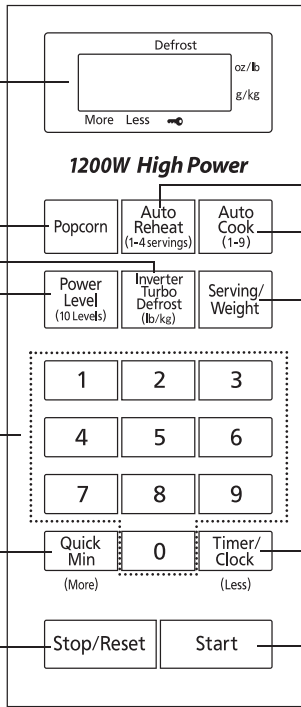 Defrost
oz/lb
g/kg
More Less
1200W High Power
Popcorn
Auto
Reheat
(1-4 servings)
Auto
Cook
(1-9)
Power
Level
(10 Levels)
Inverter
Turbo
Defrost
(lb/kg)
Serving/
Weight
1 2 3
4 5 6
7 8 9
Quick
Min
(More)
0
Timer/
Clock
(Less)
Stop/Reset
Start